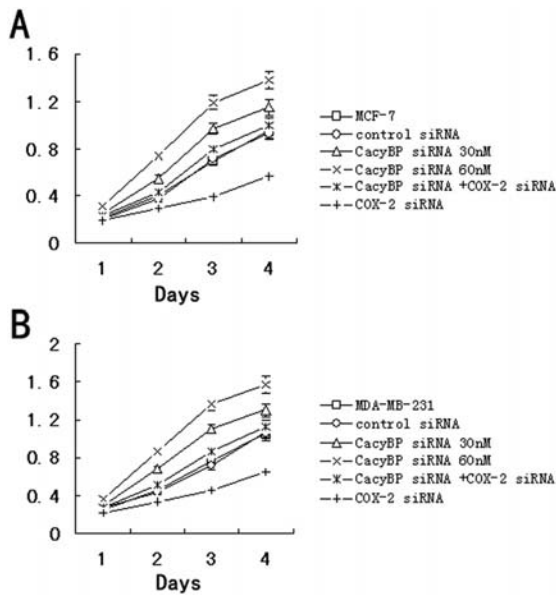 A
1.6
1.2
0.8
0.4
0
1 2 3 4
Days
MCF-7
control siRNA
CacyBP siRNA 30nM
CacyBP siRNA 60nM
CacyBP siRNA +COX-2 siRNA
COX-2 siRNA
B
2
1.6
1.2
0.8
0.4
0
1 2 3 4
Days
MDA-MB-231
control siRNA
CacyBP siRNA 30nM
CacyBP siRNA 60nM
CacyBP siRNA +COX-2 siRNA
COX-2 siRNA